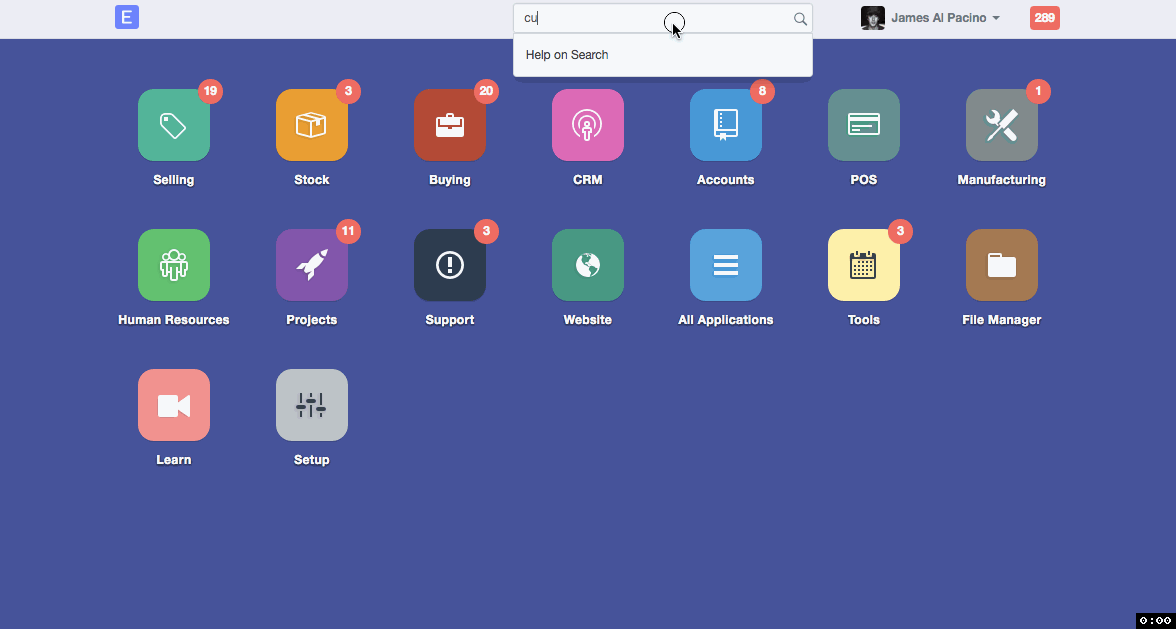 E
cu
James Al Pacino
289
Help on Search
19
3
20
8
1
Selling
Stock
Buying
CRM
Accounts
POS
Manufacturing
11
3
3
Human Resources
Projects
Support
Website
All Applications
Tools
File Manager
Learn
Setup
0:00